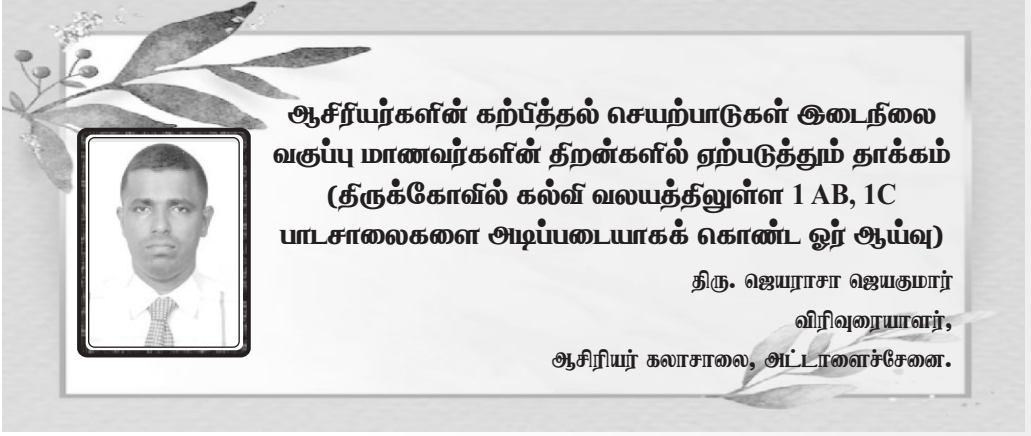 ஆசிரியர்களின் கற்பித்தல் செயற்பாடுகள் இடைநிலை
வகுப்பு மாணவர்களின் திறன்களில் ஏற்படுத்தும் தாக்கம்
(திருக்கோவில் கல்வி வலயத்திலுள்ள 1 AB, 1C
பாடசாலைகளை அடிப்படையாகக் கொண்ட ஓர் ஆய்வு)
திரு. ஜெயராசா ஜெயகுமார்
விரிவுரையாளர்,
ஆசிரியர் கலாசாலை, அட்டாளைச்சேனை.